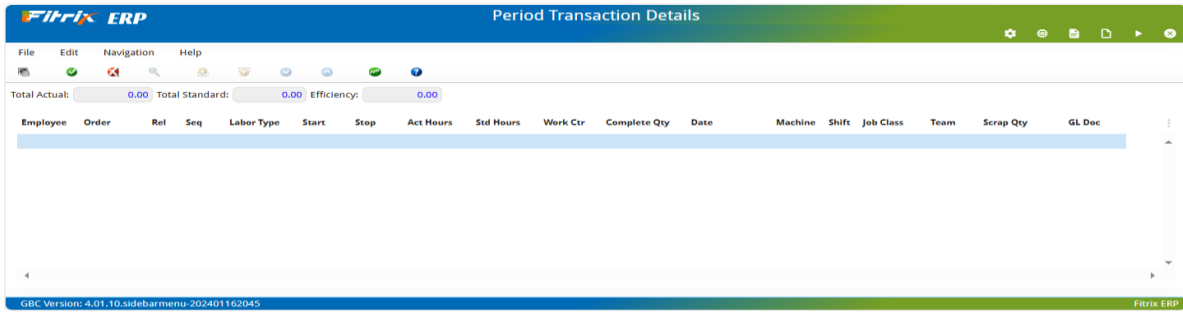 Fitrix ERP
Period Transaction Details
File Edit Navigation Help
Total Actual: 0.00 Total Standard: 0.00 Efficiency: 0.00
Employee Order Rel Seq Labor Type Start Stop Act Hours Std Hours Work Ctr Complete Qty Date Machine Shift Job Class Team Scrap Qty GL Doc
GBC Version: 4.01.10.sidebarmenu-202401162045 Fitrix ERP